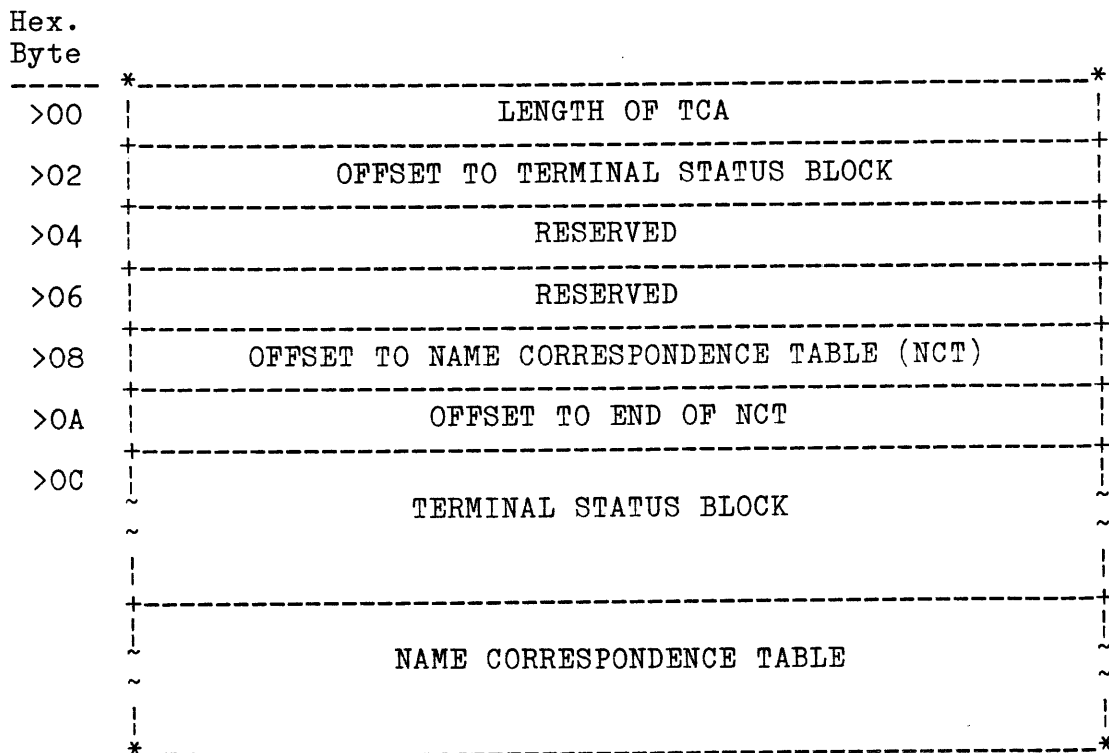 Hex.
Byte
>00 LENGTH OF TCA
>02 OFFSET TO TERMINAL STATUS BLOCK
>04 RESERVED
>06 RESERVED
>08 OFFSET TO NAME CORRESPONDENCE TABLE (NCT)
>0A OFFSET TO END OF NCT
>0C
TERMINAL STATUS BLOCK
NAME CORRESPONDENCE TABLE